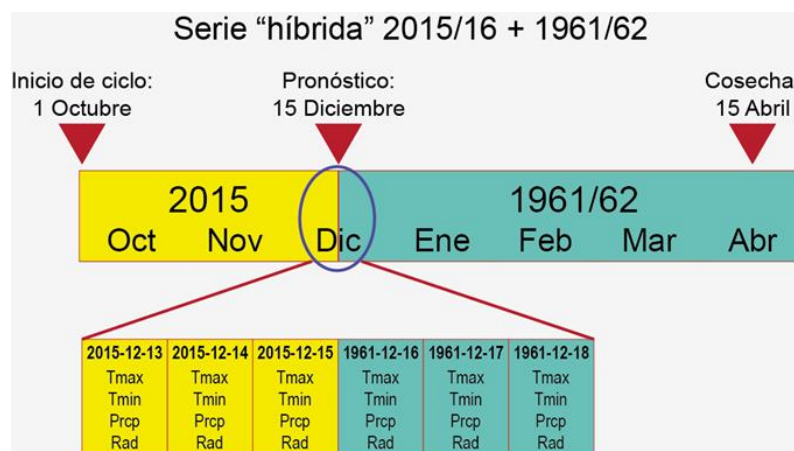 Serie “híbrida” 2015/16 + 1961/62
Inicio de ciclo:
1 Octubre
Pronóstico:
15 Diciembre
Cosecha
15 Abril
2015
1961/62
Oct Nov Dic Ene Feb Mar Abr
2015-12-13 2015-12-14 2015-12-15 1961-12-16 1961-12-17 1961-12-18
Tmax Tmax Tmax Tmax Tmax Tmax
Tmin Tmin Tmin Tmin Tmin Tmin
Prcp Prcp Prcp Prcp Prcp Prcp
Rad Rad Rad Rad Rad Rad